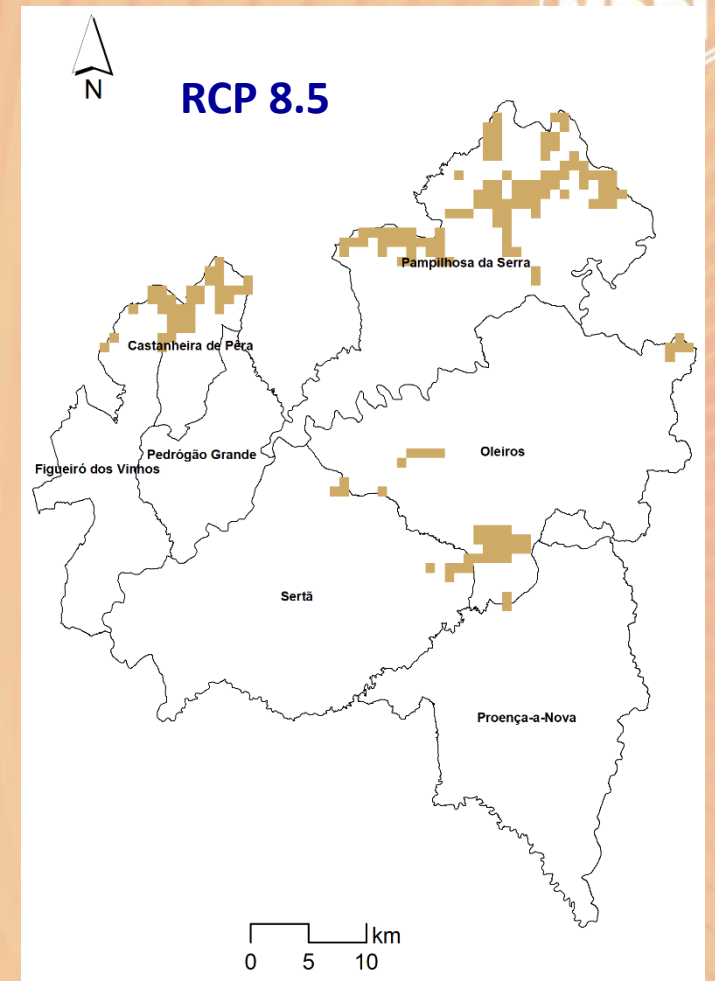 N
RCP 8.5
Pampilhosa da Serra
Castanheira de Pêra
Oleiros
Pedrógão Grande
Figueiró dos Vinhos
Sertã
Proença-a-Nova
km
0 5 10